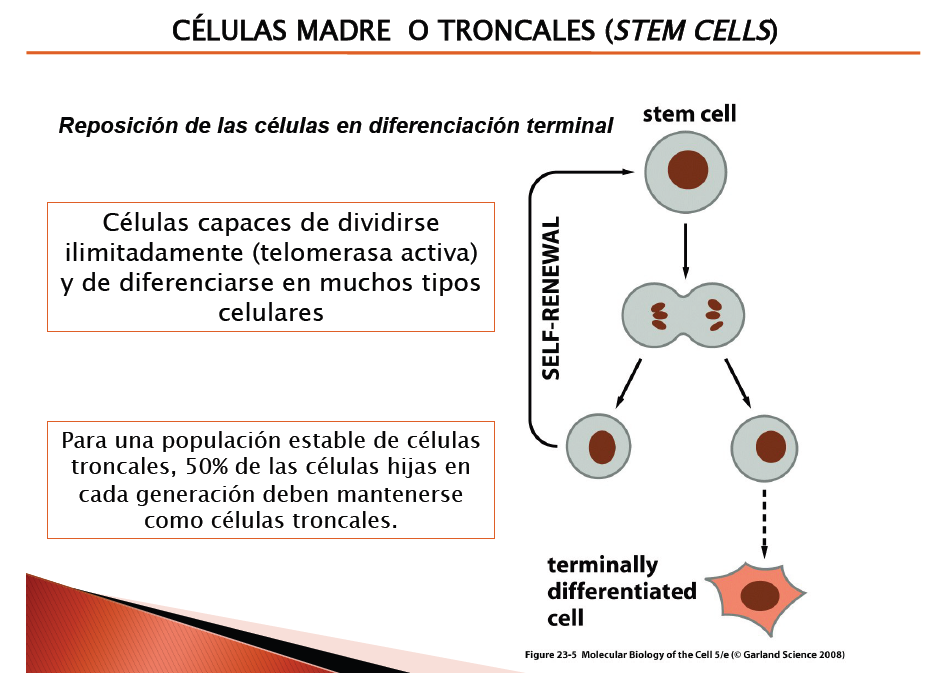 CÉLULAS MADRE O TRONCALES (STEM CELLS)
Reposición de las células en diferenciación terminal
Células capaces de dividirse
ilimitadamente (telomerasa activa)
y de diferenciarse en muchos tipos
celulares
Para una populación estable de células
troncales, 50% de las células hijas en
cada generación deben mantenerse
como células troncales.
stem cell
SELF-RENEWAL
terminally
differentiated
cell
Figure 23-5 Molecular Biology of the Cell 5/e (© Garland Science 2008)